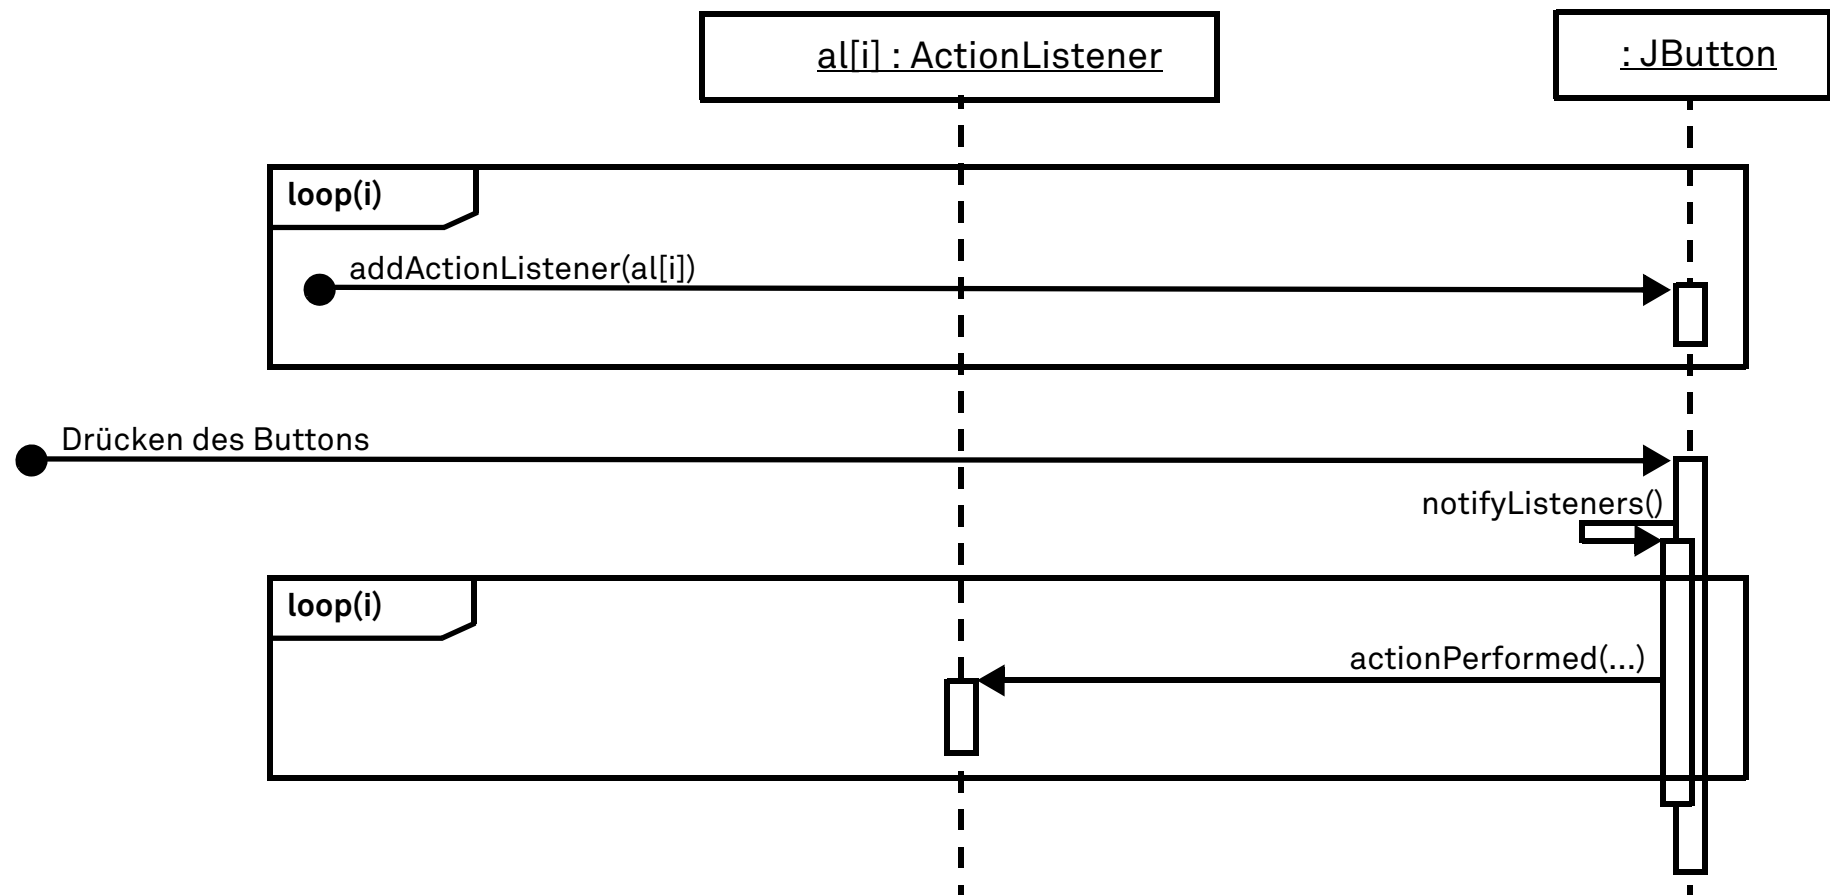 al[i] : ActionListener
: JButton
loop(i)
addActionListener(al[i])
Drücken des Buttons
notifyListeners()
loop(i)
actionPerformed(...)